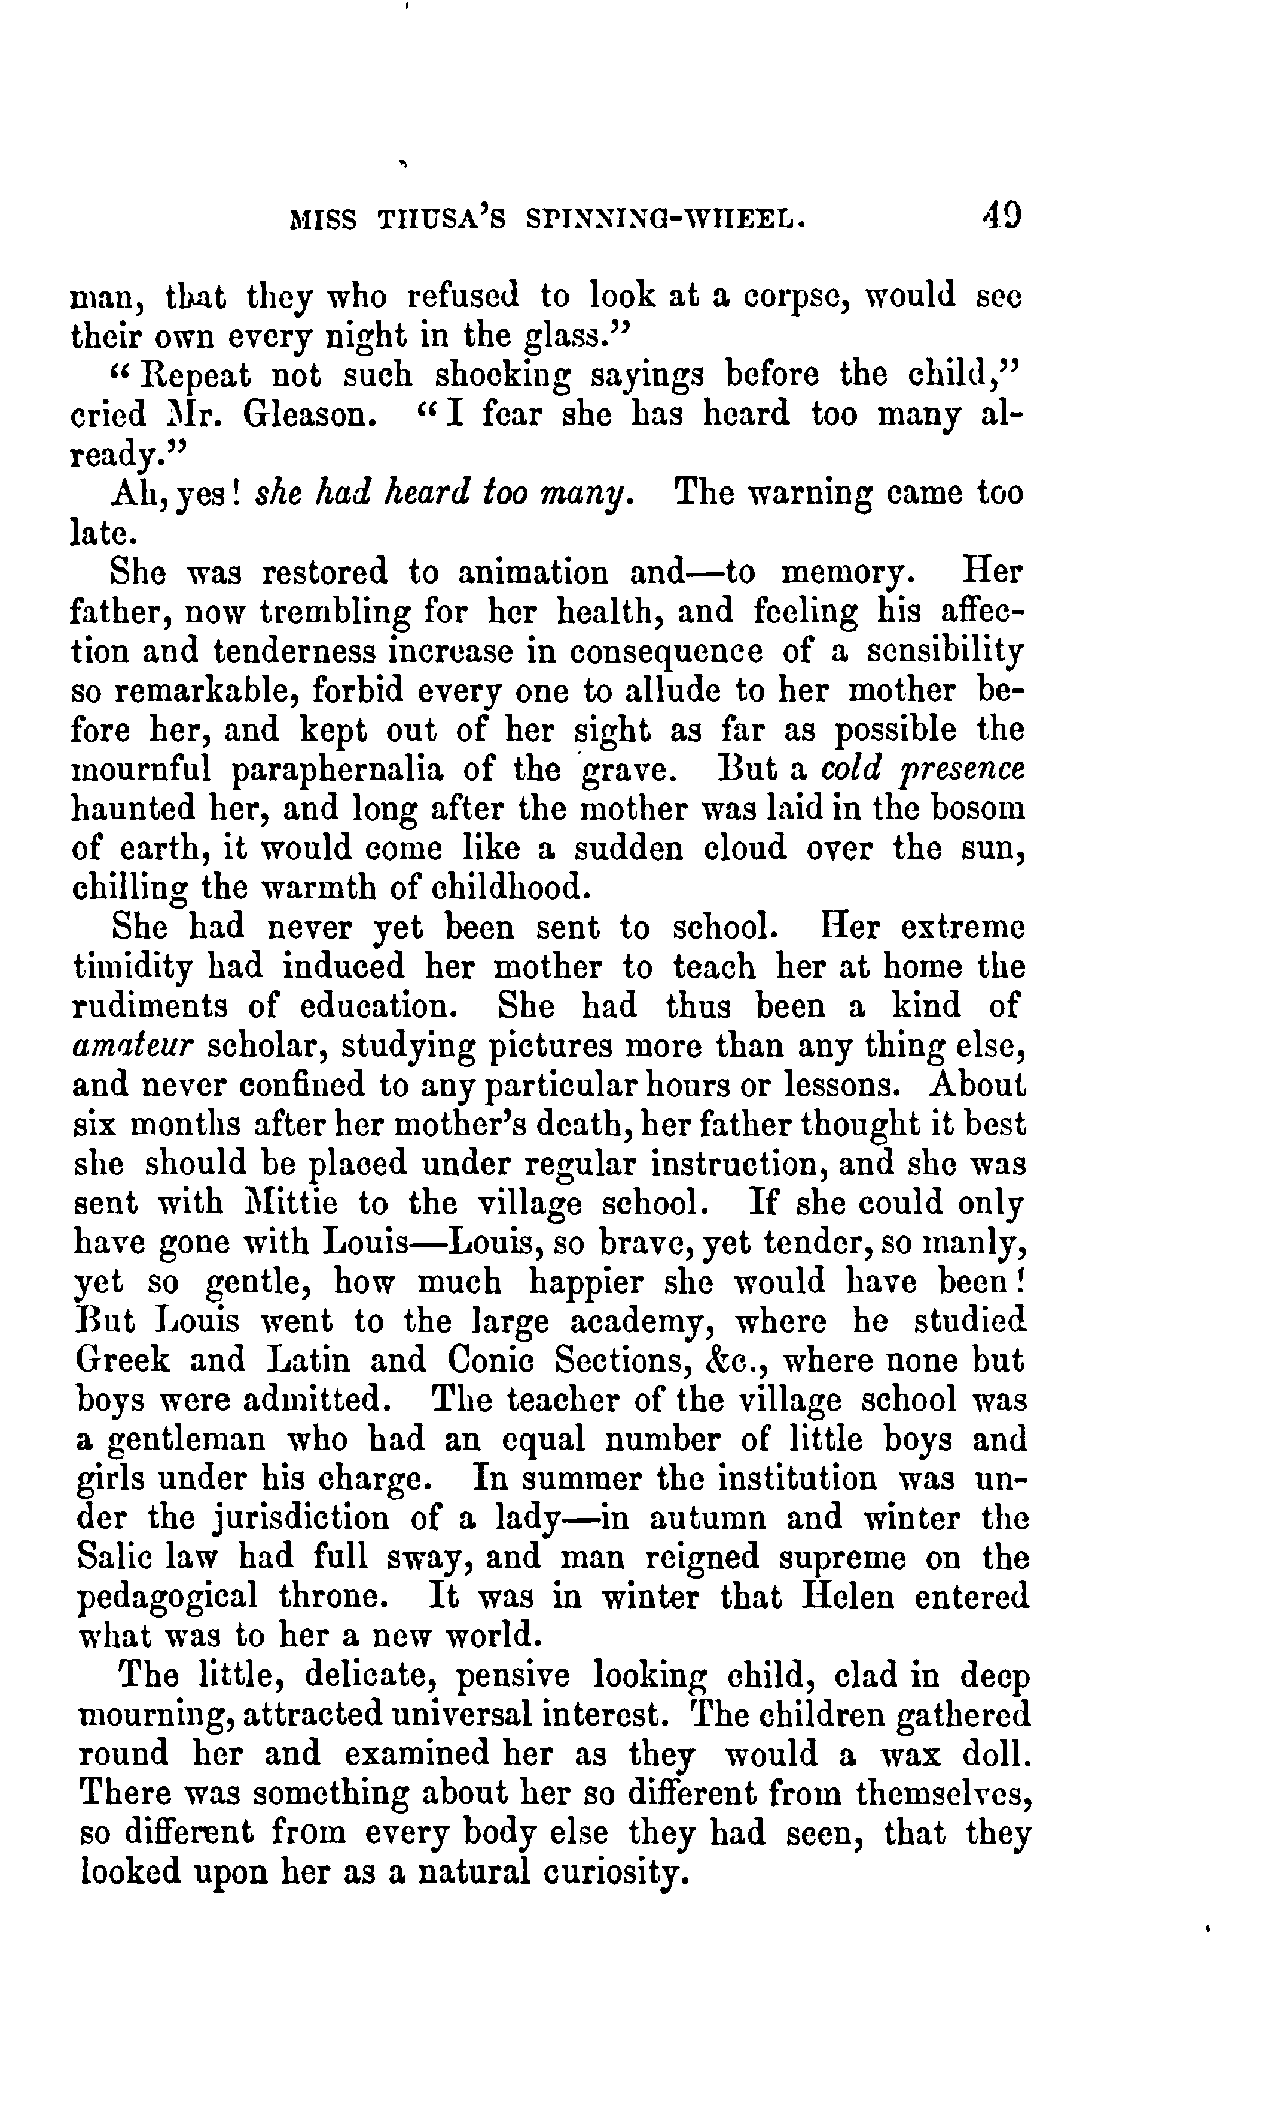 MISS THUSA'S SPINNING-WHEEL. 49
man, that they who refused to look at a corpse, would see
their own every night in the glass."
"Repeat not such shocking sayings before the child,"
cried Mr. Gleason. "I fear she has heard too many al-
ready."
Ah, yes! she had heard too many. The warning came too
late.
She was restored to animation and—to memory. Her
father, now trembling for her health, and feeling his affec-
tion and tenderness increase in consequence of a sensibility
so remarkable, forbid every one to allude to her mother be-
fore her, and kept out of her sight as far as possible the
mournful paraphernalia of the grave. But a cold presence
haunted her, and long after the mother was laid in the bosom
of earth, it would come like a sudden cloud over the sun,
chilling the warmth of childhood.
She had never yet been sent to school. Her extreme
timidity had induced her mother to teach her at home the
rudiments of education. She had thus been a kind of
amateur scholar, studying pictures more than any thing else,
and never confined to any particular hours or lessons. About
six months after her mother's death, her father thought it best
she should be placed under regular instruction, and she was
sent with Mittie to the village school. If she could only
have gone with Louis—Louis, so brave, yet tender, so manly,
yet so gentle, how much happier she would have been!
But Louis went to the large academy, where he studied
Greek and Latin and Conic Sections, &c., where none but
boys were admitted. The teacher of the village school was
a gentleman who had an equal number of little boys and
girls under his charge. In summer the institution was un-
der the jurisdiction of a lady—in autumn and winter the
Salic law had full sway, and man reigned supreme on the
pedagogical throne. It was in winter that Helen entered
what was to her a new world.
The little, delicate, pensive looking child, clad in deep
mourning, attracted universal interest. The children gathered
round her and examined her as they would a wax doll.
There was something about her so different from themselves,
so different from every body else they had seen, that they
looked upon her as a natural curiosity.